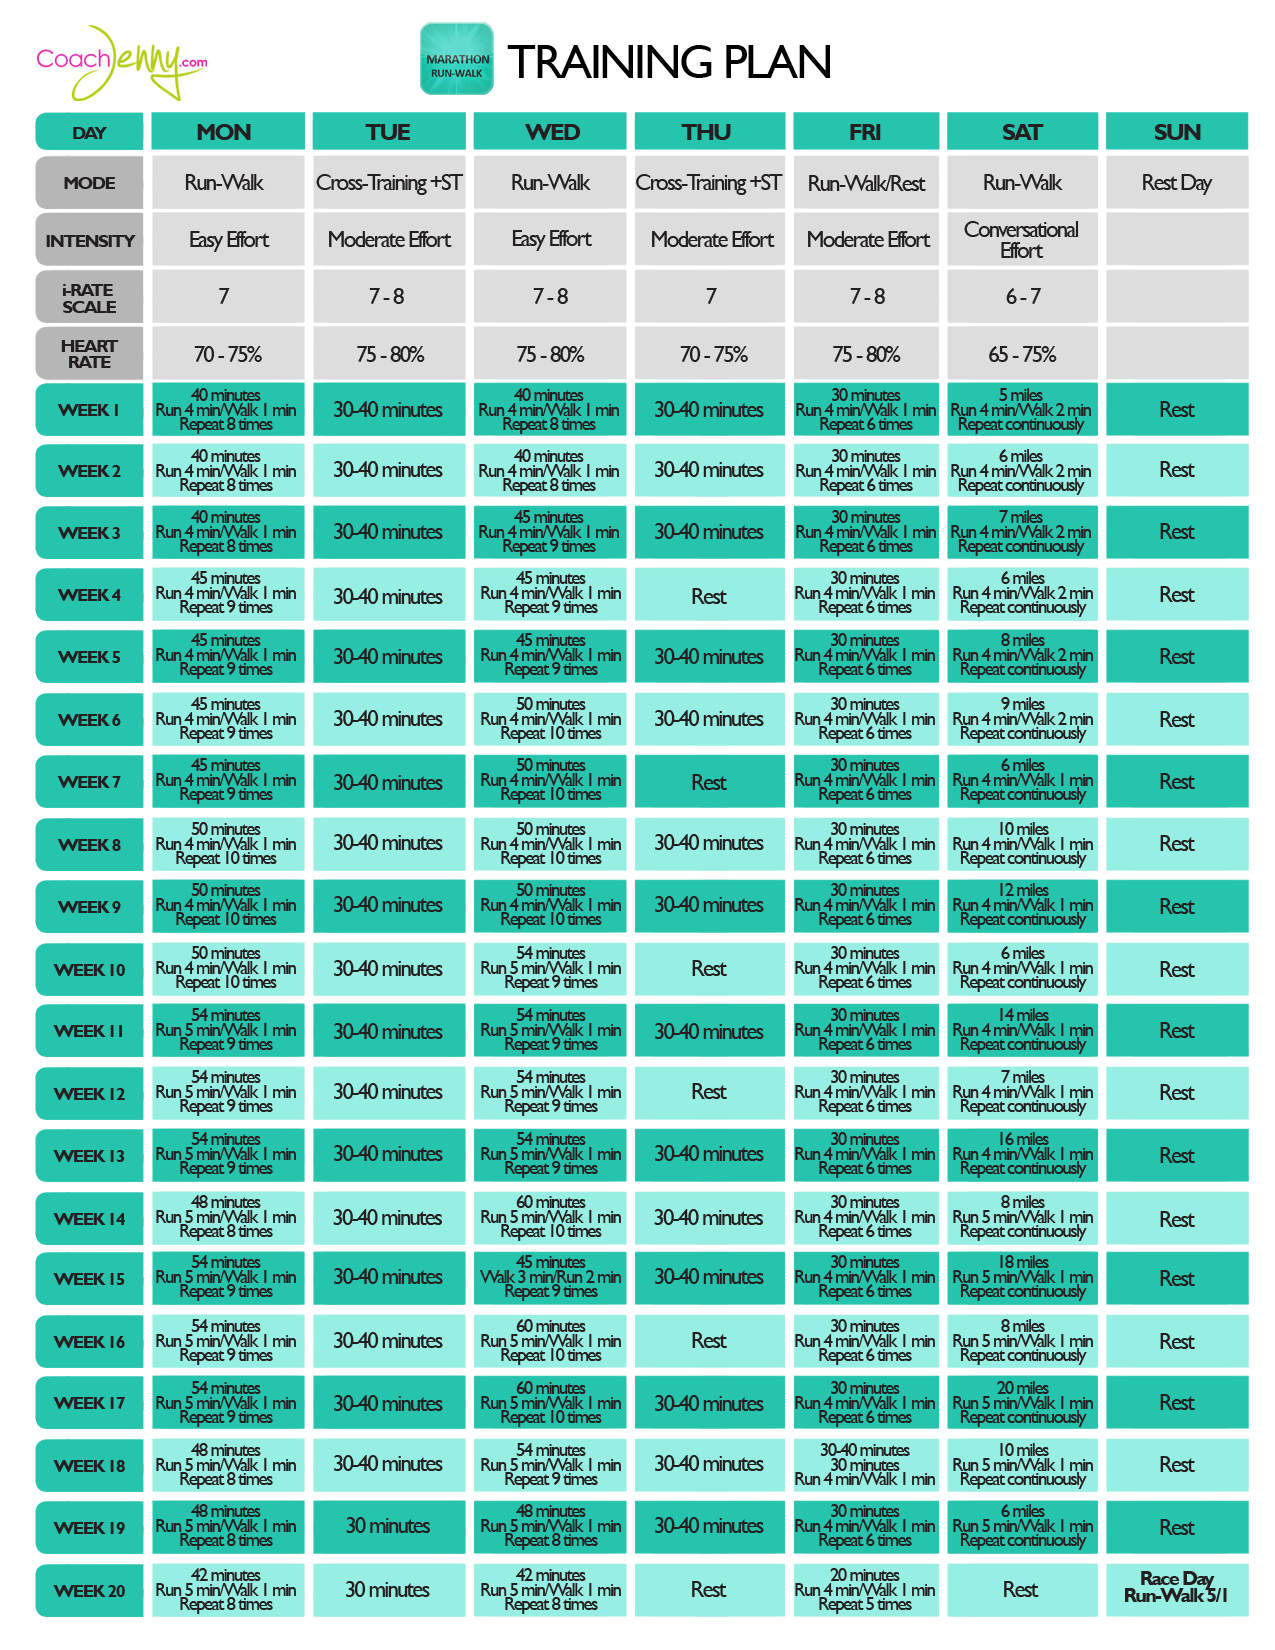 CoachJenny.com
MARATHON
RUN-WALK
TRAINING PLAN
DAY MON TUE WED THU FRI SAT SUN
MODE Run-Walk Cross-Training +ST Run-Walk Cross-Training +ST Run-Walk/Rest Run-Walk Rest Day
INTENSITY Easy Effort Moderate Effort Easy Effort Moderate Effort Moderate Effort Conversational
Effort
i-RATE
SCALE 7 7 - 8 7 - 8 7 7 - 8 6 - 7
HEART
RATE 70 - 75% 75 - 80% 75 - 80% 70 - 75% 75 - 80% 65 - 75%
40 minutes 40 minutes 30 minutes 5 miles
WEEK 1 Run 4 min/Walk 1 min 30-40 minutes Run 4 min/Walk 1 min 30-40 minutes Run 4 min/Walk 1 min Run 4 min/Walk 2 min Rest
Repeat 8 times Repeat 8 times Repeat 6 times Repeat continuously
40 minutes 40 minutes 30 minutes 6 miles
WEEK 2 Run 4 min/Walk 1 min 30-40 minutes Run 4 min/Walk 1 min 30-40 minutes Run 4 min/Walk 1 min Run 4 min/Walk 2 min Rest
Repeat 8 times Repeat 8 times Repeat 6 times Repeat continuously
40 minutes 45 minutes 30 minutes 7 miles
WEEK 3 Run 4 min/Walk 1 min 30-40 minutes Run 4 min/Walk 1 min 30-40 minutes Run 4 min/Walk 1 min Run 4 min/Walk 2 min Rest
Repeat 8 times Repeat 9 times Repeat 6 times Repeat continuously
45 minutes 45 minutes 30 minutes 6 miles
WEEK 4 Run 4 min/Walk 1 min 30-40 minutes Run 4 min/Walk 1 min Rest Run 4 min/Walk 1 min Run 4 min/Walk 2 min Rest
Repeat 9 times Repeat 9 times Repeat 6 times Repeat continuously
45 minutes 45 minutes 30 minutes 8 miles
WEEK 5 Run 4 min/Walk 1 min 30-40 minutes Run 4 min/Walk 1 min 30-40 minutes Run 4 min/Walk 1 min Run 4 min/Walk 2 min Rest
Repeat 9 times Repeat 9 times Repeat 6 times Repeat continuously
45 minutes 50 minutes 30 minutes 9 miles
WEEK 6 Run 4 min/Walk 1 min 30-40 minutes Run 4 min/Walk 1 min 30-40 minutes Run 4 min/Walk 1 min Run 4 min/Walk 2 min Rest
Repeat 9 times Repeat 10 times Repeat 6 times Repeat continuously
45 minutes 50 minutes 30 minutes 6 miles
WEEK 7 Run 4 min/Walk 1 min 30-40 minutes Run 4 min/Walk 1 min Rest Run 4 min/Walk 1 min Run 4 min/Walk 1 min Rest
Repeat 9 times Repeat 10 times Repeat 6 times Repeat continuously
50 minutes 50 minutes 30 minutes 10 miles
WEEK 8 Run 4 min/Walk 1 min 30-40 minutes Run 4 min/Walk 1 min 30-40 minutes Run 4 min/Walk 1 min Run 4 min/Walk 1 min Rest
Repeat 10 times Repeat 10 times Repeat 6 times Repeat continuously
50 minutes 50 minutes 30 minutes 12 miles
WEEK 9 Run 4 min/Walk 1 min 30-40 minutes Run 4 min/Walk 1 min 30-40 minutes Run 4 min/Walk 1 min Run 4 min/Walk 1 min Rest
Repeat 10 times Repeat 10 times Repeat 6 times Repeat continuously
50 minutes 54 minutes 30 minutes 6 miles
WEEK 10 Run 4 min/Walk 1 min 30-40 minutes Run 5 min/Walk 1 min Rest Run 4 min/Walk 1 min Run 4 min/Walk 1 min Rest
Repeat 10 times Repeat 9 times Repeat 6 times Repeat continuously
54 minutes 54 minutes 30 minutes 14 miles
WEEK 11 Run 5 min/Walk 1 min 30-40 minutes Run 5 min/Walk 1 min 30-40 minutes Run 4 min/Walk 1 min Run 4 min/Walk 1 min Rest
Repeat 9 times Repeat 9 times Repeat 6 times Repeat continuously
54 minutes 54 minutes 30 minutes 7 miles
WEEK 12 Run 5 min/Walk 1 min 30-40 minutes Run 5 min/Walk 1 min Rest Run 4 min/Walk 1 min Run 4 min/Walk 1 min Rest
Repeat 9 times Repeat 9 times Repeat 6 times Repeat continuously
54 minutes 54 minutes 30 minutes 16 miles
WEEK 13 Run 5 min/Walk 1 min 30-40 minutes Run 5 min/Walk 1 min 30-40 minutes Run 4 min/Walk 1 min Run 4 min/Walk 1 min Rest
Repeat 9 times Repeat 9 times Repeat 6 times Repeat continuously
48 minutes 60 minutes 30 minutes 8 miles
WEEK 14 Run 5 min/Walk 1 min 30-40 minutes Run 5 min/Walk 1 min 30-40 minutes Run 4 min/Walk 1 min Run 5 min/Walk 1 min Rest
Repeat 8 times Repeat 10 times Repeat 6 times Repeat continuously
54 minutes 45 minutes 30 minutes 18 miles
WEEK 15 Run 5 min/Walk 1 min 30-40 minutes Walk 3 min/Run 2 min 30-40 minutes Run 4 min/Walk 1 min Run 5 min/Walk 1 min Rest
Repeat 9 times Repeat 9 times Repeat 6 times Repeat continuously
54 minutes 60 minutes 30 minutes 8 miles
WEEK 16 Run 5 min/Walk 1 min 30-40 minutes Run 5 min/Walk 1 min Rest Run 4 min/Walk 1 min Run 5 min/Walk 1 min Rest
Repeat 9 times Repeat 10 times Repeat 6 times Repeat continuously
54 minutes 60 minutes 30 minutes 20 miles
WEEK 17 Run 5 min/Walk 1 min 30-40 minutes Run 5 min/Walk 1 min 30-40 minutes Run 4 min/Walk 1 min Run 5 min/Walk 1 min Rest
Repeat 9 times Repeat 10 times Repeat 6 times Repeat continuously
48 minutes 54 minutes 30-40 minutes 10 miles
WEEK 18 Run 5 min/Walk 1 min 30-40 minutes Run 5 min/Walk 1 min 30-40 minutes 30 minutes Run 5 min/Walk 1 min Rest
Repeat 8 times Repeat 9 times Run 4 min/Walk 1 min Repeat continuously
48 minutes 48 minutes 30 minutes 6 miles
WEEK 19 Run 5 min/Walk 1 min 30 minutes Run 5 min/Walk 1 min 30-40 minutes Run 4 min/Walk 1 min Run 5 min/Walk 1 min Rest
Repeat 8 times Repeat 8 times Repeat 6 times Repeat continuously
42 minutes 42 minutes 20 minutes Race Day
WEEK 20 Run 5 min/Walk 1 min 30 minutes Run 5 min/Walk 1 min Rest Run 4 min/Walk 1 min Rest Run-Walk 5/1
Repeat 8 times Repeat 8 times Repeat 5 times